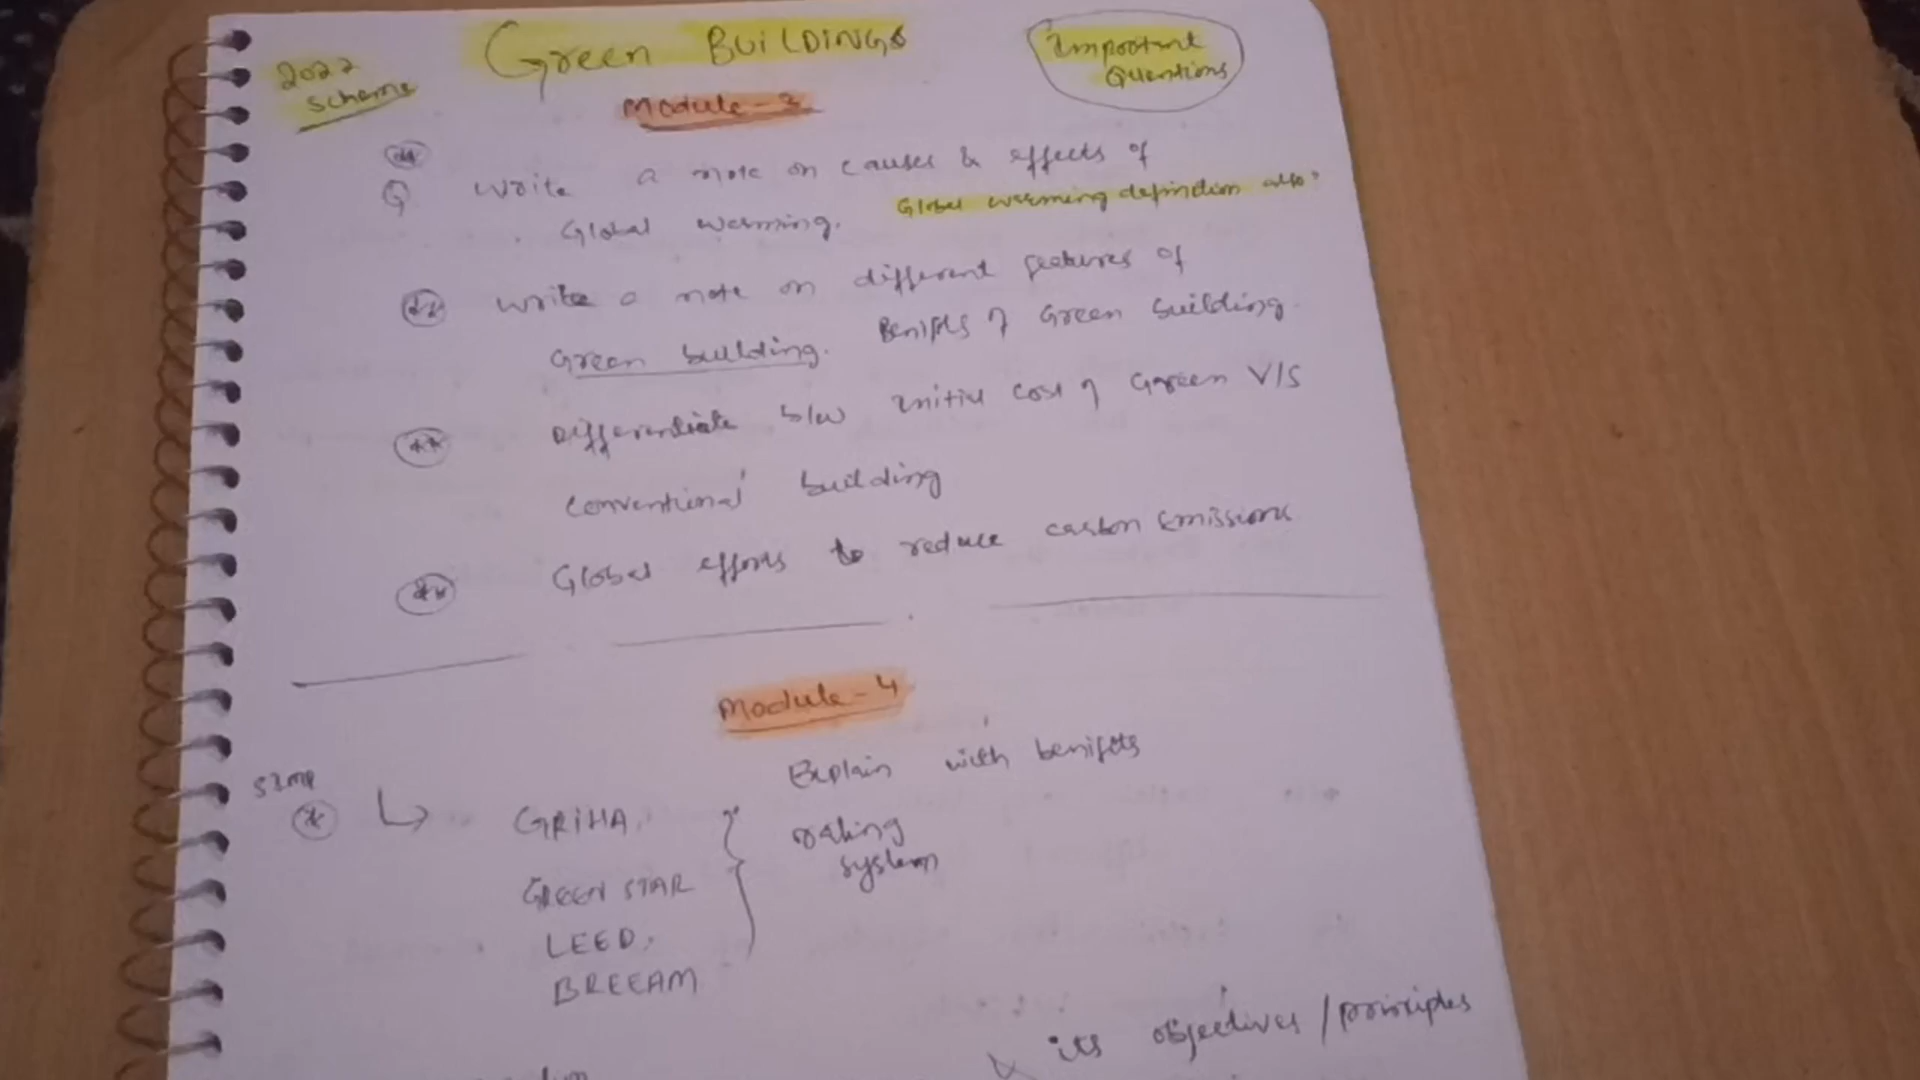 2022 scheme
Green BUILDINGS
Important Questions
Module - 3
Q Write a note on causes & effects of
Global warming. Global warming definition also
Write a note on different features of
Green building. Benifits of Green building.
Differentiate b/w initial cost of Green V/S
conventional building
Global efforts to reduce carbon Emissions
Module - 4
Explain with benifits
GRIHA,
rating system
GREEN STAR
LEED,
BREEAM
its objectives / principles